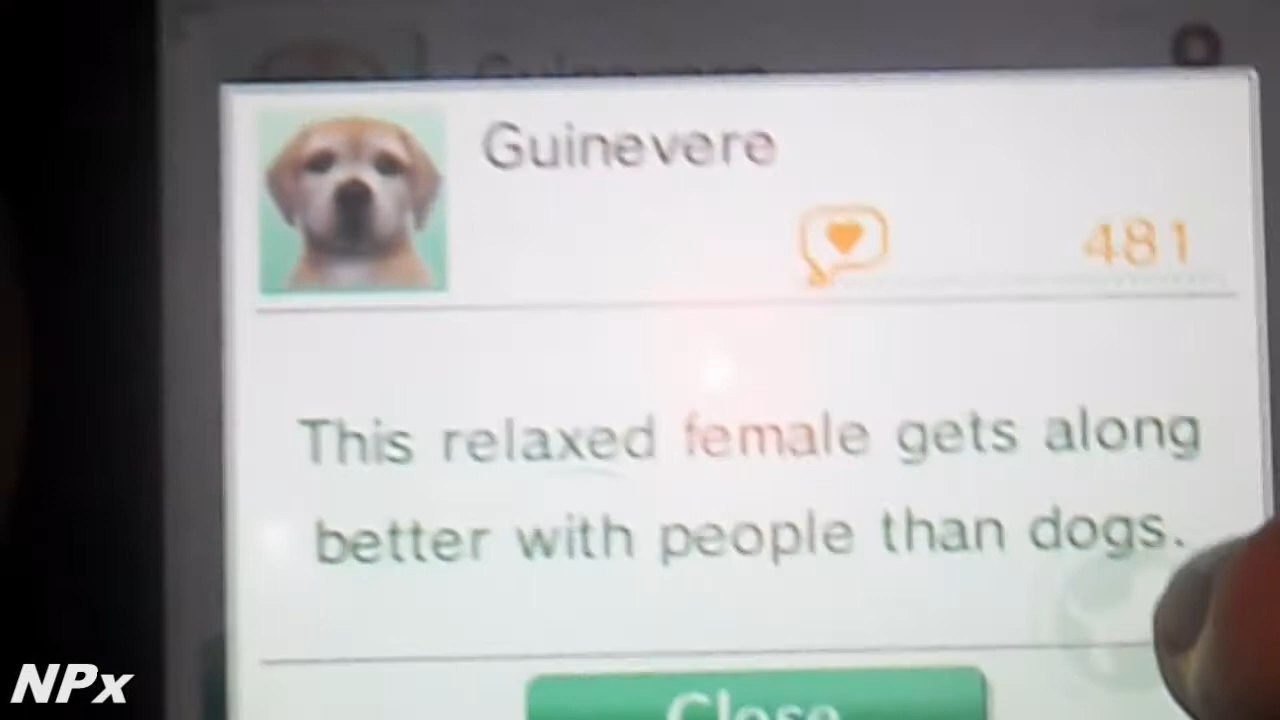 Guinevere
481
This relaxed female gets along
better with people than dogs.
Close
NPx